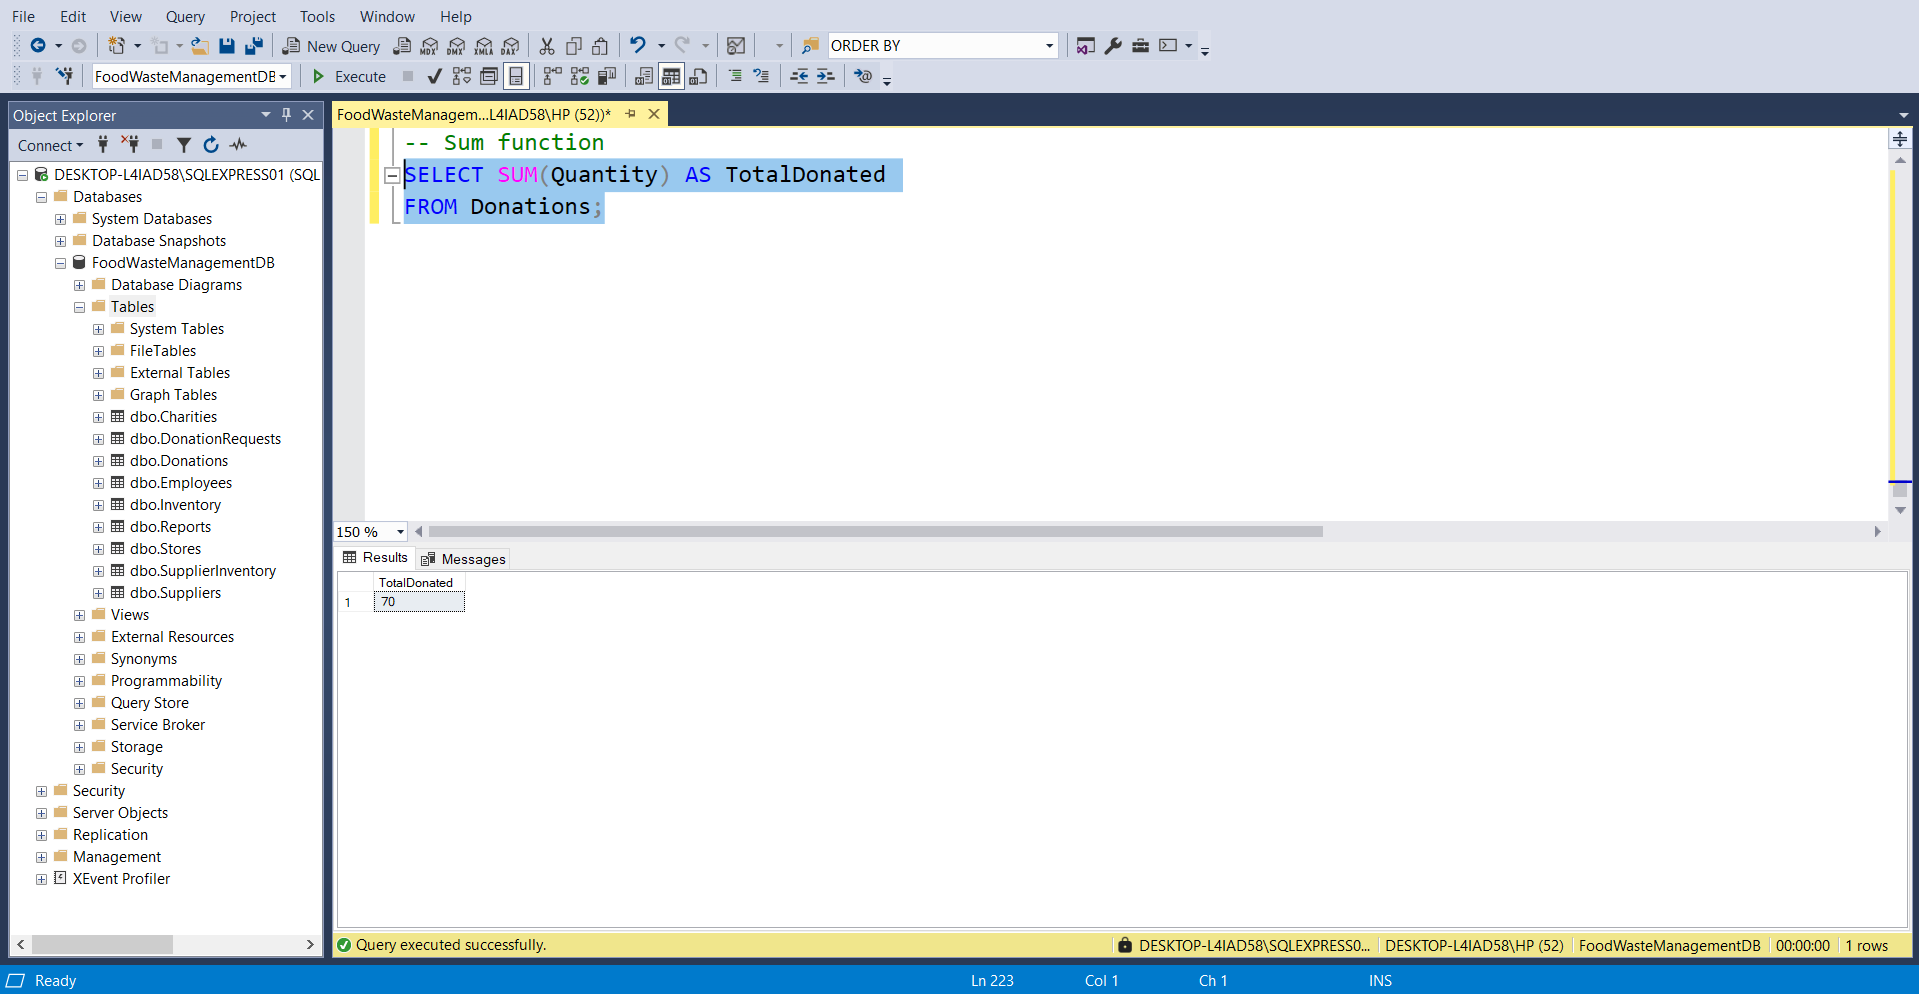 File Edit View Query Project Tools Window Help
New Query MDX DMX XMLA DAX ORDER BY
FoodWasteManagementDB Execute
Object Explorer
Connect
DESKTOP-L4IAD58\SQLEXPRESS01 (SQL
Databases
System Databases
Database Snapshots
FoodWasteManagementDB
Database Diagrams
Tables
System Tables
FileTables
External Tables
Graph Tables
dbo.Charities
dbo.DonationRequests
dbo.Donations
dbo.Employees
dbo.Inventory
dbo.Reports
dbo.Stores
dbo.SupplierInventory
dbo.Suppliers
Views
External Resources
Synonyms
Programmability
Query Store
Service Broker
Storage
Security
Security
Server Objects
Replication
Management
XEvent Profiler
FoodWasteManagem...L4IAD58\HP (52))*
-- Sum function
SELECT SUM(Quantity) AS TotalDonated
FROM Donations;
150 %
Results Messages
TotalDonated
1 70
Query executed successfully. DESKTOP-L4IAD58\SQLEXPRESS0... DESKTOP-L4IAD58\HP (52) FoodWasteManagementDB 00:00:00 1 rows
Ready Ln 223 Col 1 Ch 1 INS